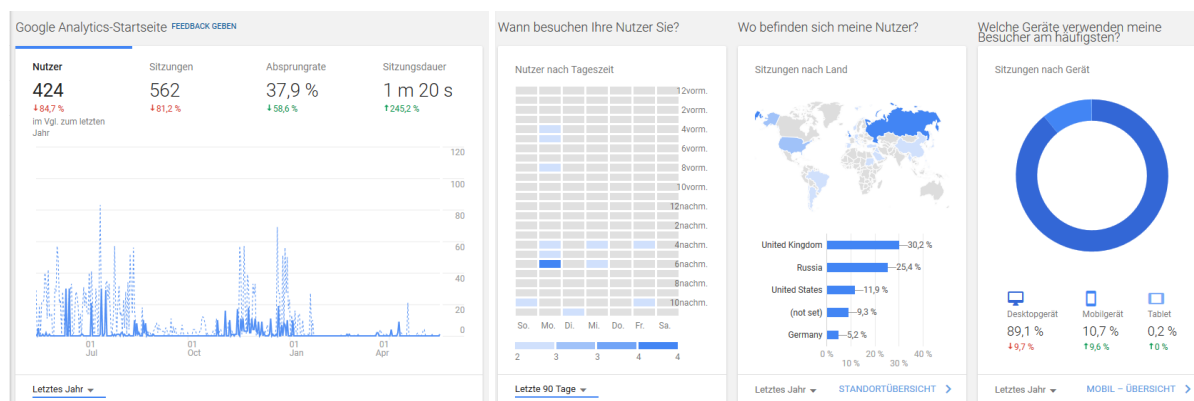 Google Analytics-Startseite FEEDBACK GEBEN
Nutzer
424
↓84,7 %
im Vgl. zum letzten
Jahr
Sitzungen
562
↓81,2 %
Absprungrate
37,9 %
↓58,6 %
Sitzungsdauer
1 m 20 s
↑245,2 %
120
100
80
60
40
20
0
01
Jul
01
Okt
01
Jan
01
Apr
Letztes Jahr
Wann besuchen Ihre Nutzer Sie?
Nutzer nach Tageszeit
12vorm.
2vorm.
4vorm.
6vorm.
8vorm.
10vorm.
12nachm.
2nachm.
4nachm.
6nachm.
8nachm.
10nachm.
So. Mo. Di. Mi. Do. Fr. Sa.
2 3 3 4 4
Letzte 90 Tage
Wo befinden sich meine Nutzer?
Sitzungen nach Land
United Kingdom 30,2 %
Russia 25,4 %
United States 11,9 %
(not set) 9,3 %
Germany 5,2 %
0 % 20 % 40 %
10 % 30 %
Letztes Jahr STANDORTÜBERSICHT
Welche Geräte verwenden meine
Besucher am häufigsten?
Sitzungen nach Gerät
Desktopgerät
89,1 %
↓9,7 %
Mobilgerät
10,7 %
↑9,6 %
Tablet
0,2 %
↑0 %
Letztes Jahr MOBIL – ÜBERSICHT